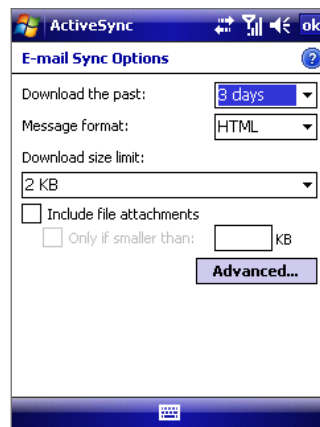 ActiveSync ok
E-mail Sync Options ?
Download the past: 3 days
Message format: HTML
Download size limit:
2 KB
Include file attachments
Only if smaller than: KB
Advanced...